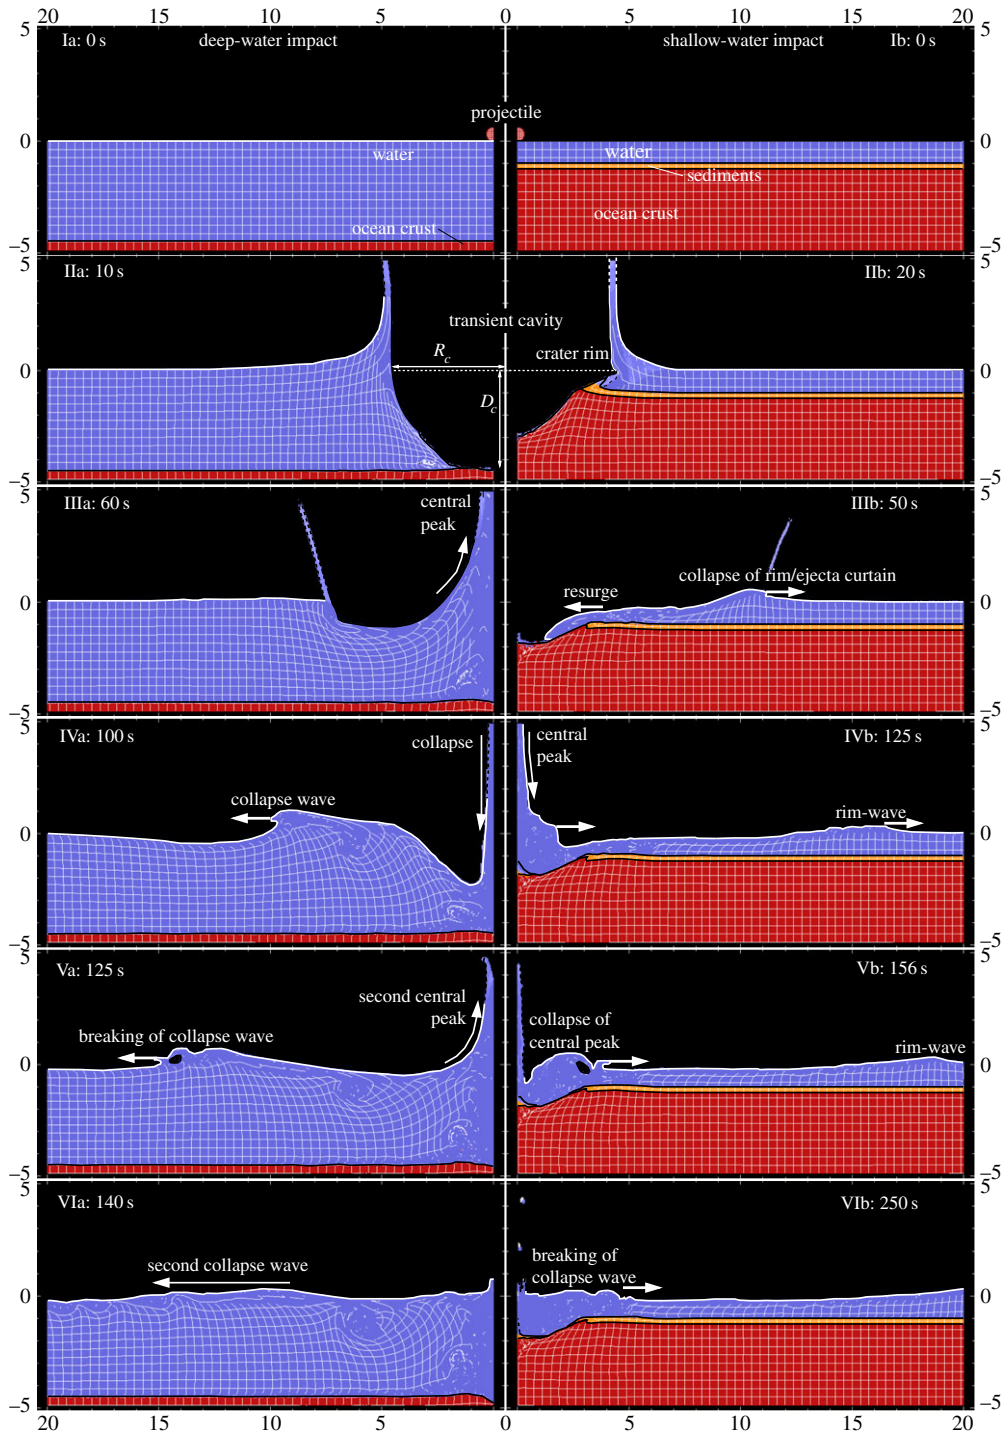 20 15 10 5 0 5 10 15 20
5 Ia: 0 s deep-water impact shallow-water impact Ib: 0 s 5
projectile
0 water water 0
sediments
ocean crust
ocean crust
–5 –5
5 IIa: 10 s IIb: 20 s 5
transient cavity
R_c crater rim
0 0
D_c
–5 –5
5 IIIa: 60 s central peak IIIb: 50 s 5
collapse of rim/ejecta curtain
resurge
0 0
–5 –5
5 IVa: 100 s collapse central peak IVb: 125 s 5
collapse wave rim-wave
0 0
–5 –5
5 Va: 125 s Vb: 156 s 5
second central peak
collapse of central peak
breaking of collapse wave rim-wave
0 0
–5 –5
5 VIa: 140 s VIb: 250 s 5
second collapse wave
breaking of collapse wave
0 0
–5 –5
20 15 10 5 0 5 10 15 20